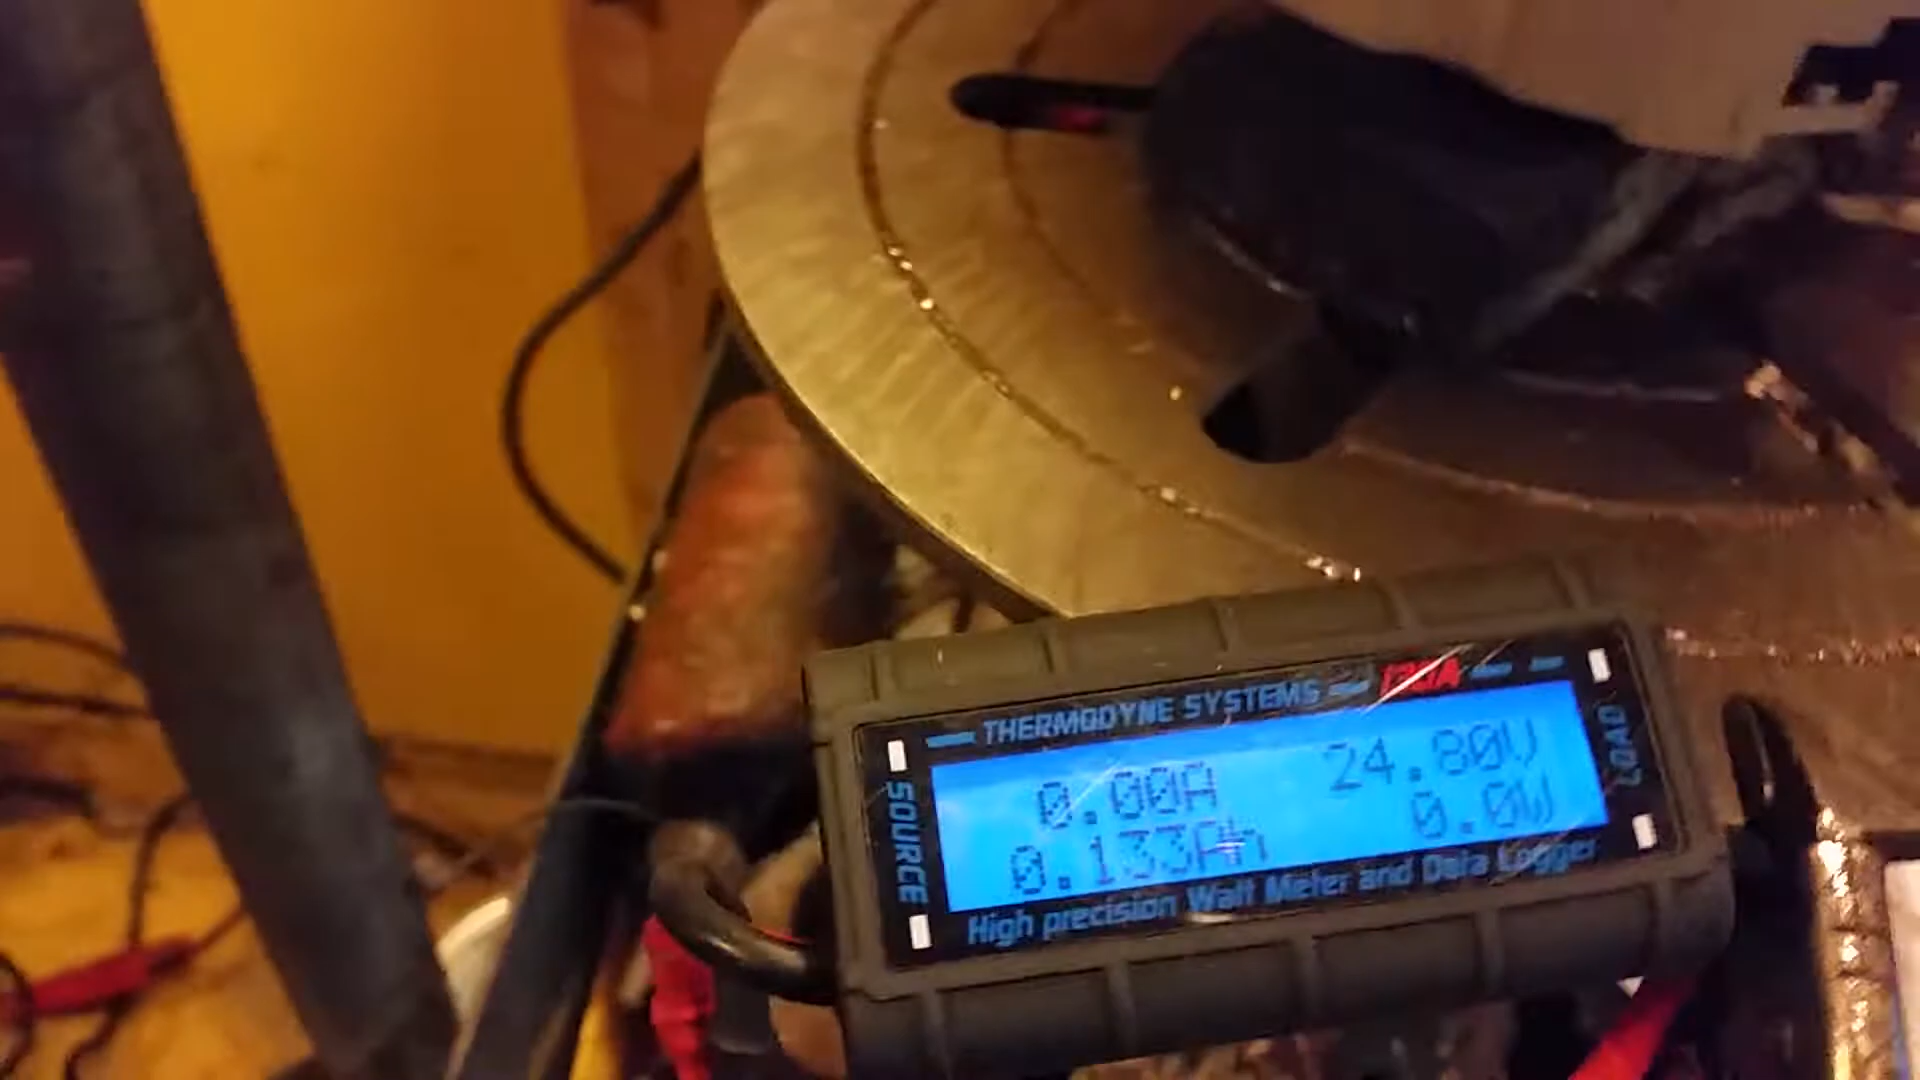 THERMODYNE SYSTEMS
SOURCE
0.00A 24.80V
0.133Ah 0.0W
LOAD
High precision Watt Meter and Data Logger